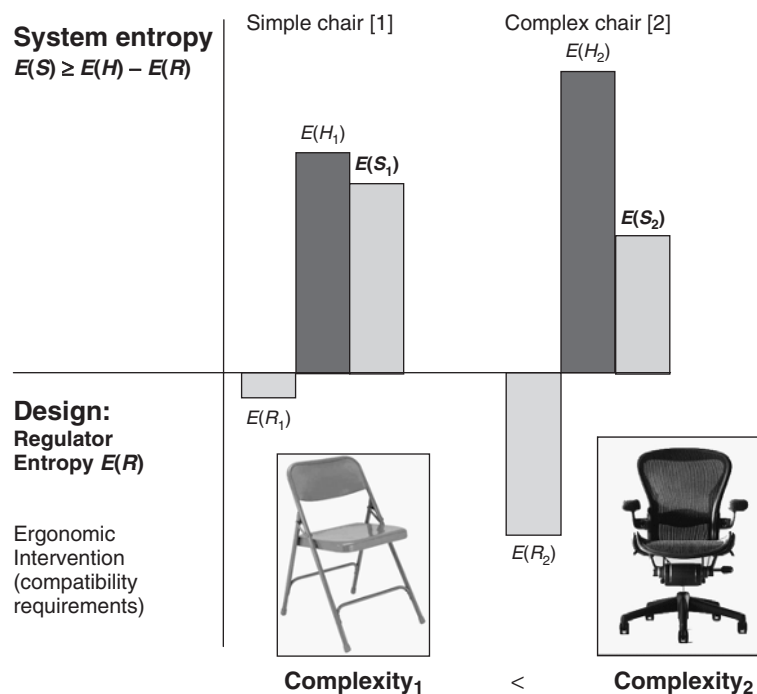 System entropy
E(S) ≥ E(H) – E(R)
Simple chair [1]
Complex chair [2]
E(H₂)
E(H₁)
E(S₁)
E(S₂)
Design:
Regulator
Entropy E(R)
E(R₁)
E(R₂)
Ergonomic
Intervention
(compatibility
requirements)
Complexity₁ < Complexity₂